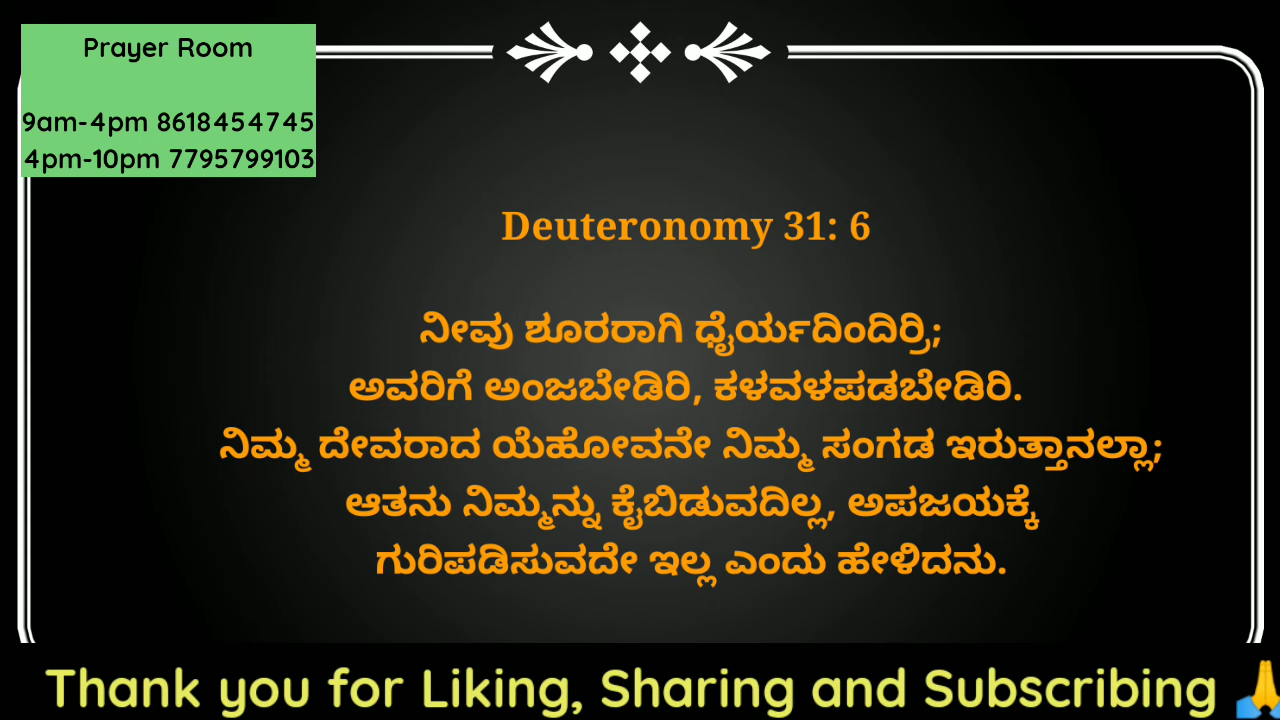 Prayer Room
9am-4pm 8618454745
4pm-10pm 7795799103
Deuteronomy 31: 6
ನೀವು ಶೂರರಾಗಿ ಧೈರ್ಯದಿಂದಿರ್ರಿ;
ಅವರಿಗೆ ಅಂಜಬೇಡಿರಿ, ಕಳವಳಪಡಬೇಡಿರಿ.
ನಿಮ್ಮ ದೇವರಾದ ಯೆಹೋವನೇ ನಿಮ್ಮ ಸಂಗಡ ಇರುತ್ತಾನಲ್ಲಾ;
ಆತನು ನಿಮ್ಮನ್ನು ಕೈಬಿಡುವದಿಲ್ಲ, ಅಪಜಯಕ್ಕೆ
ಗುರಿಪಡಿಸುವದೇ ಇಲ್ಲ ಎಂದು ಹೇಳಿದನು.
Thank you for Liking, Sharing and Subscribing 🙏